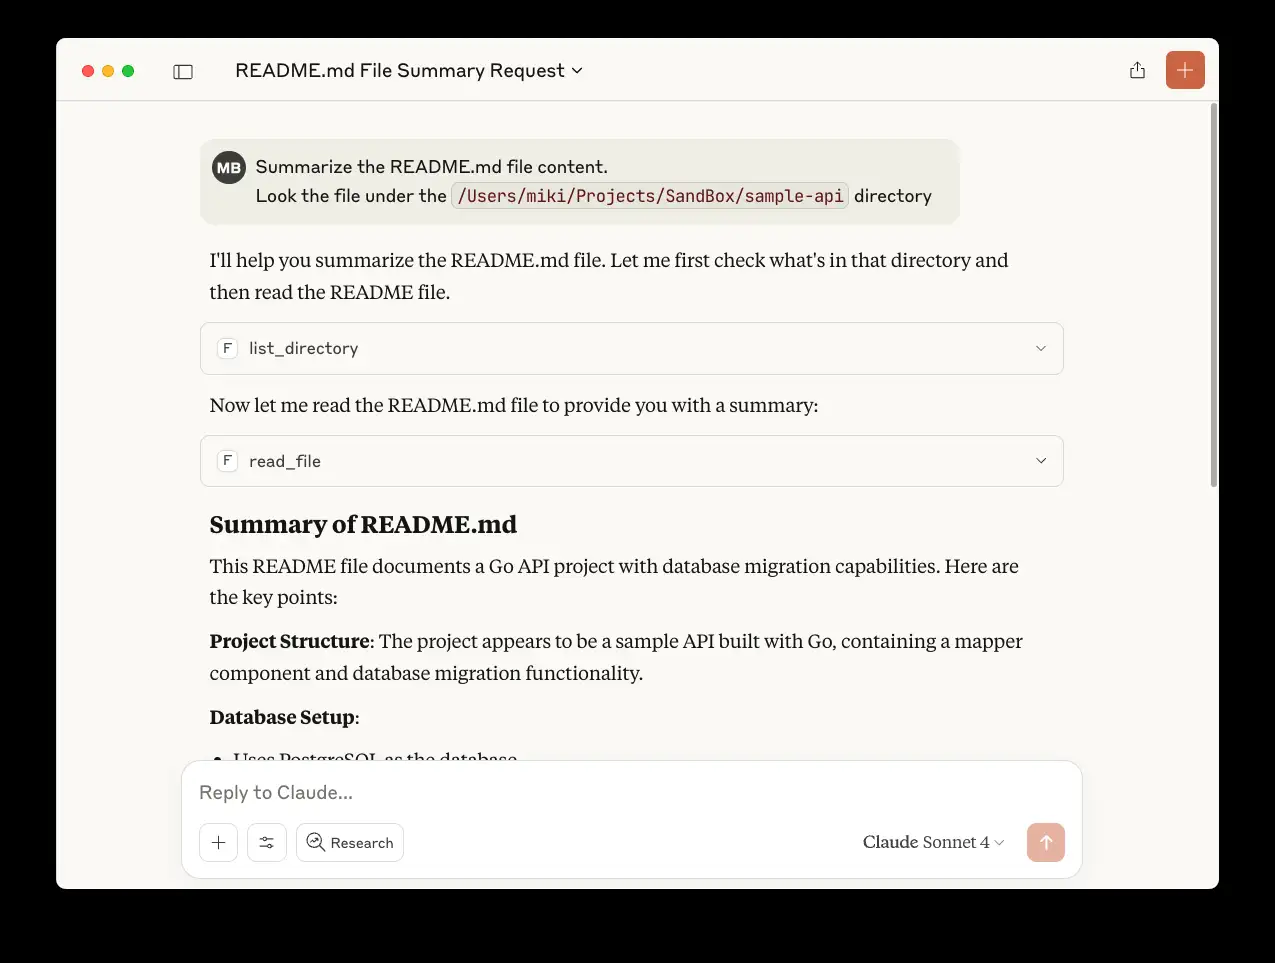 README.md File Summary Request
MB
Summarize the README.md file content.
Look the file under the /Users/miki/Projects/SandBox/sample-api directory
I'll help you summarize the README.md file. Let me first check what's in that directory and
then read the README file.
F list_directory
Now let me read the README.md file to provide you with a summary:
F read_file
Summary of README.md
This README file documents a Go API project with database migration capabilities. Here are
the key points:
Project Structure: The project appears to be a sample API built with Go, containing a mapper
component and database migration functionality.
Database Setup:
• Uses PostgreSQL as the database
Reply to Claude...
Research
Claude Sonnet 4